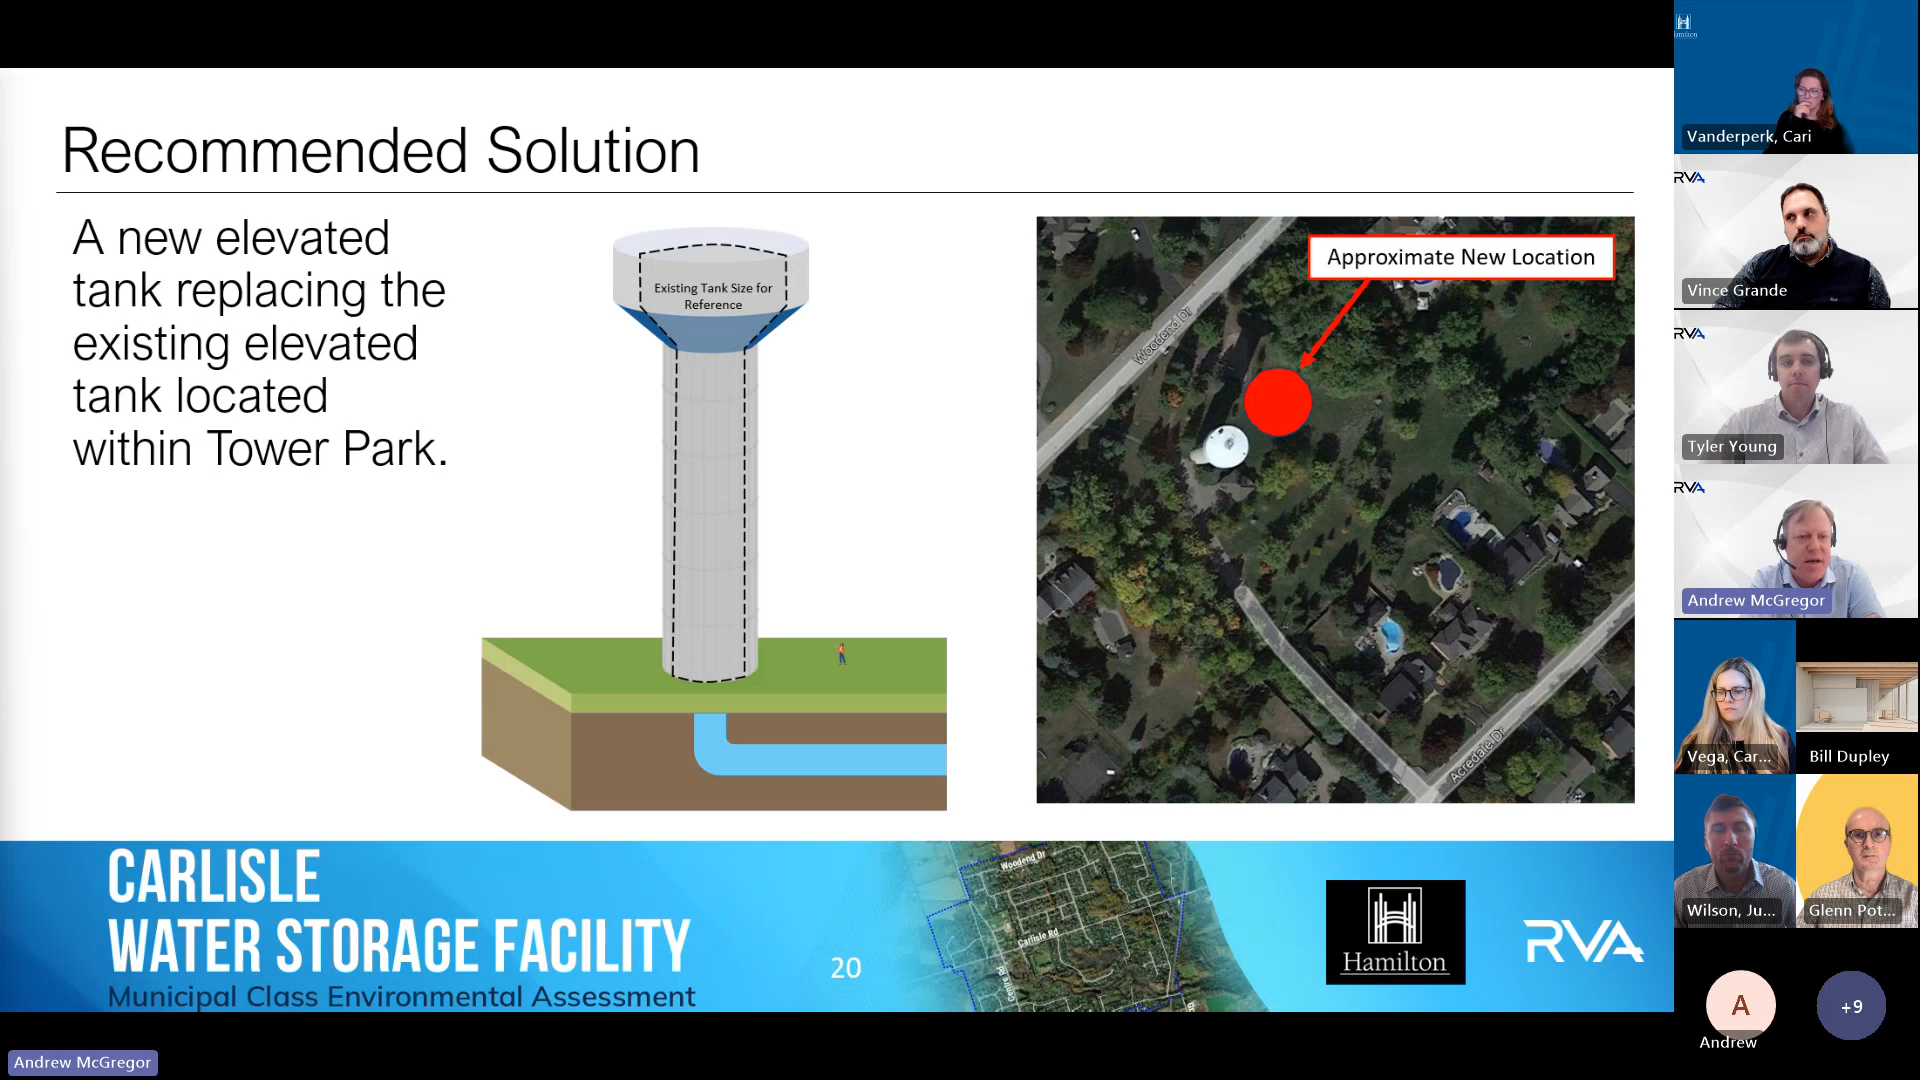 Recommended Solution
A new elevated
tank replacing the
existing elevated
tank located
within Tower Park.
Existing Tank Size for
Reference
Approximate New Location
Woodend Dr
Acredale Dr
CARLISLE
WATER STORAGE FACILITY
Municipal Class Environmental Assessment
20
Woodend Dr
Carlisle Rd
Centre Rd
Hamilton
RVA
Andrew McGregor
Hamilton
Vanderperk, Cari
RVA
Vince Grande
RVA
Tyler Young
RVA
Andrew McGregor
Vega, Car...
Bill Dupley
Wilson, Ju...
Glenn Pot...
A
Andrew
+9